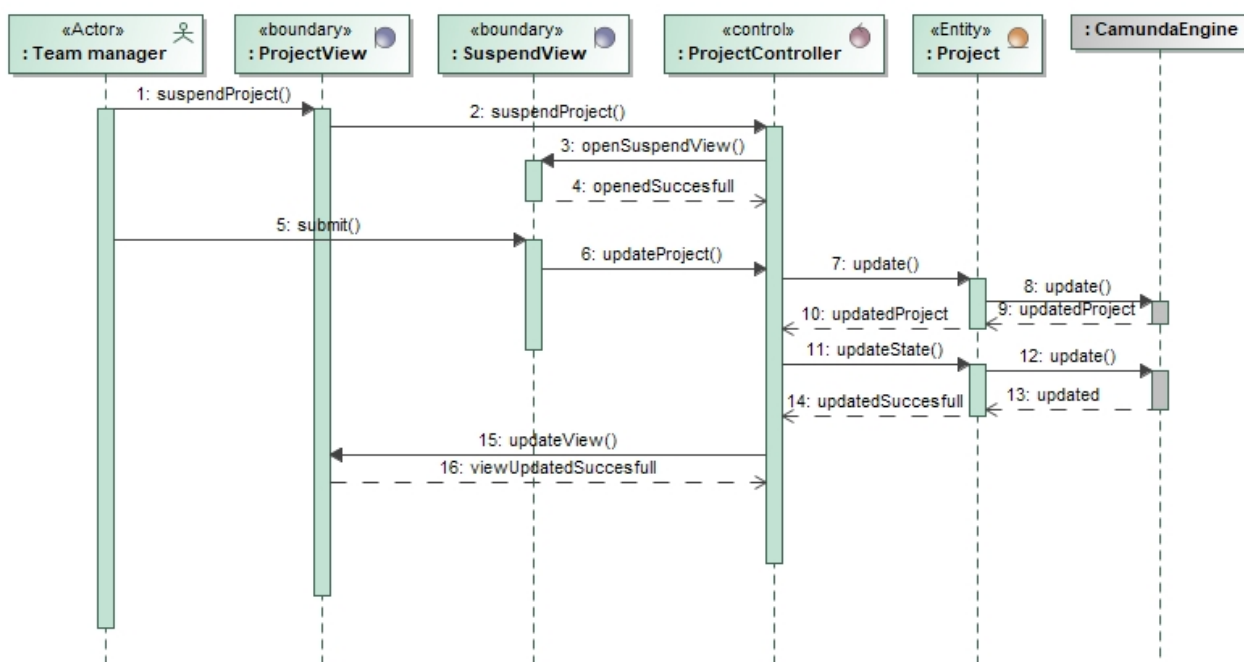 «Actor»
: Team manager
«boundary»
: ProjectView
«boundary»
: SuspendView
«control»
: ProjectController
«Entity»
: Project
: CamundaEngine
1: suspendProject()
2: suspendProject()
3: openSuspendView()
4: openedSuccesfull
5: submit()
6: updateProject()
7: update()
8: update()
9: updatedProject
10: updatedProject
11: updateState()
12: update()
13: updated
14: updatedSuccesfull
15: updateView()
16: viewUpdatedSuccesfull